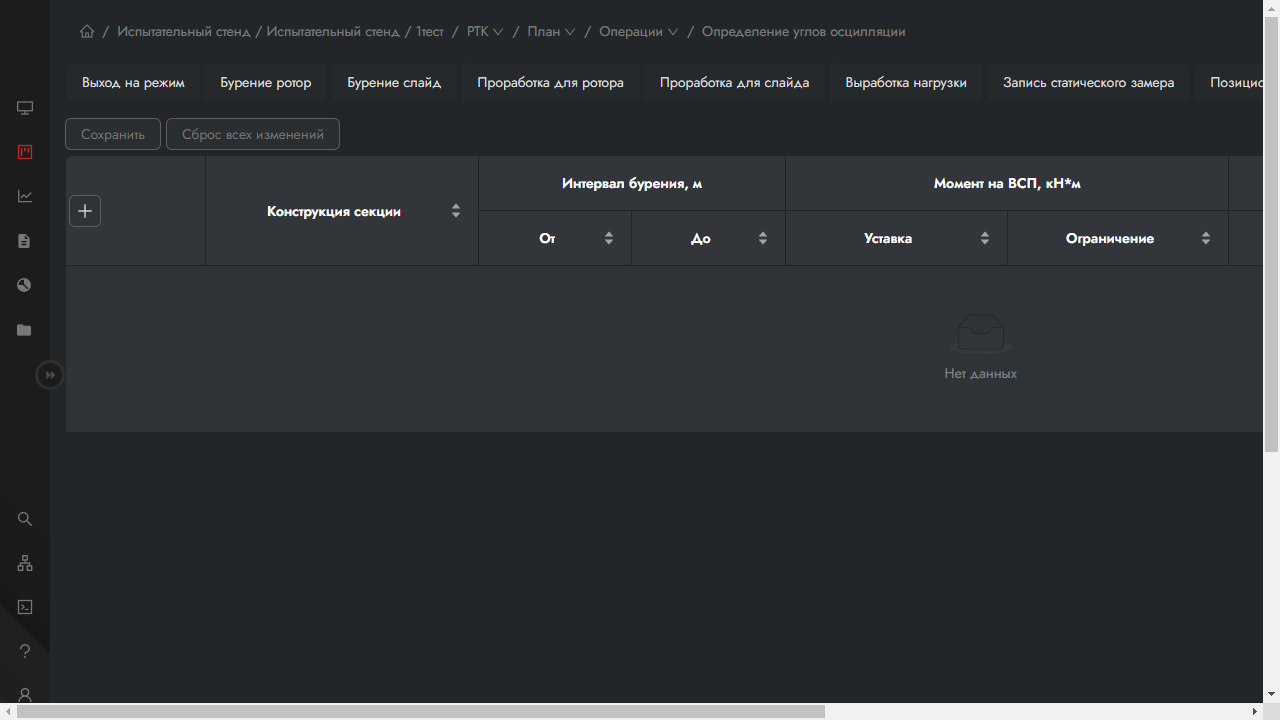 / Испытательный стенд / Испытательный стенд / 1тест / РТК / План / Операции / Определение углов осцилляции
Выход на режим Бурение ротор Бурение слайд Проработка для ротора Проработка для слайда Выработка нагрузки Запись статического замера Позицио
Сохранить Сброс всех изменений
Конструкция секции Интервал бурения, м Момент на ВСП, кН*м
От До Уставка Ограничение
Нет данных